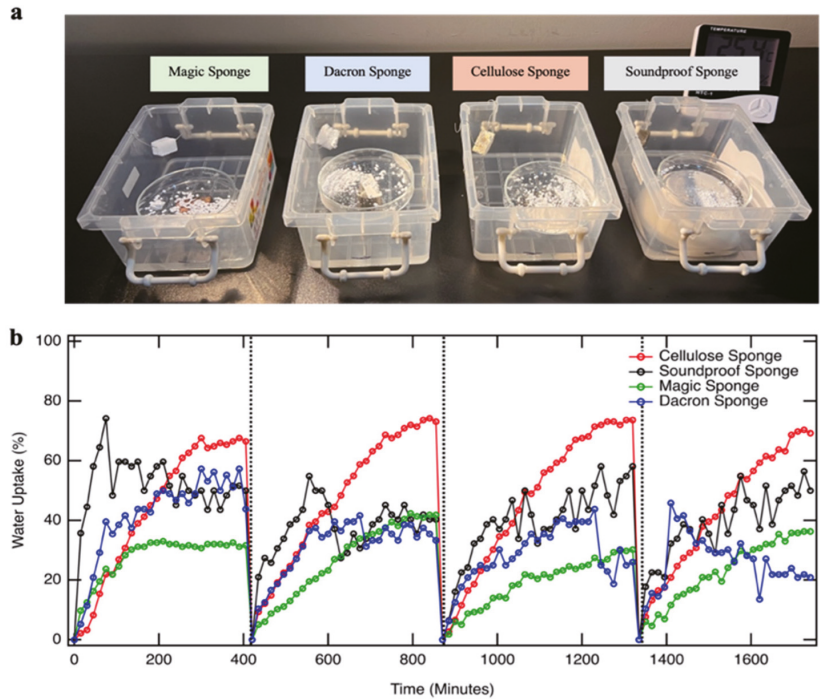 a
TEMPERATURE
Magic Sponge
Dacron Sponge
Cellulose Sponge
Soundproof Sponge
b
100
80
60
40
20
0
Water Uptake (%)
Cellulose Sponge
Soundproof Sponge
Magic Sponge
Dacron Sponge
0
200
400
600
800
1000
1200
1400
1600
Time (Minutes)